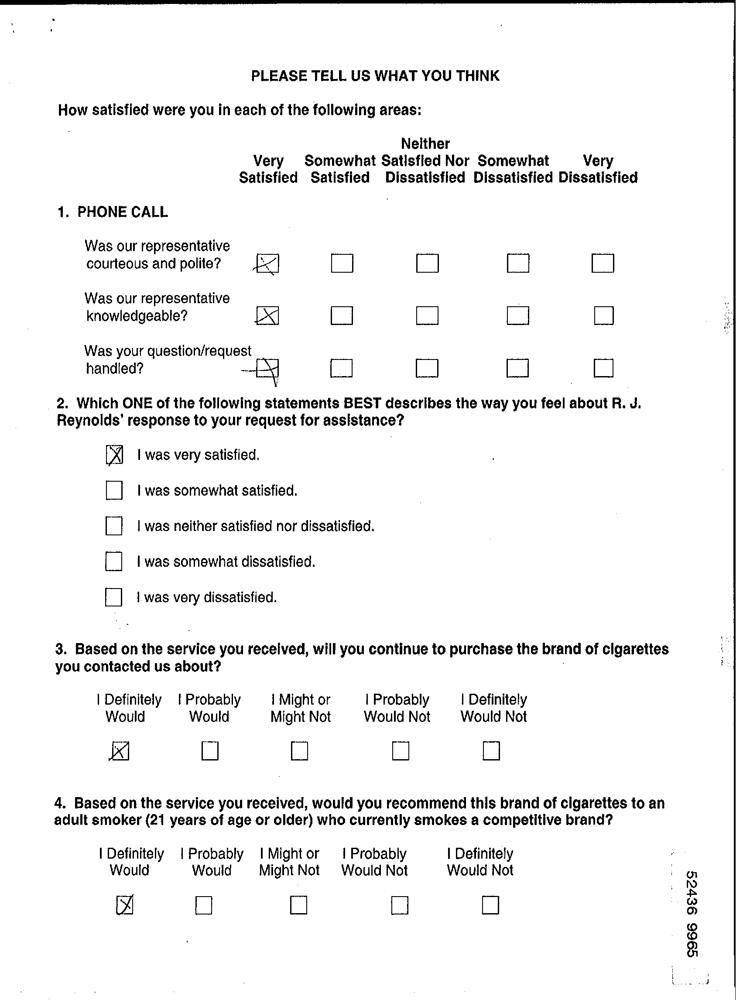 PLEASE TELL US WHAT YOU THINK
How satisfied were you in each of the following areas:
Neither
Very Somewhat Satisfied Nor Somewhat Very
Satisfied Satisfied Dissatisfied Dissatisfied Dissatisfied
1. PHONE CALL
Was our representative
courteous and polite?
Was our representative
knowledgeable?
Was your question/request
handled?
2. Which ONE of the following statements BEST describes the way you feel about R. J.
Reynolds' response to your request for assistance?
I was very satisfied.
I was somewhat satisfied.
I was neither satisfied nor dissatisfied.
I was somewhat dissatisfied.
I was very dissatisfied.
3. Based on the service you received, will you continue to purchase the brand of cigarettes
you contacted us about?
I Definitely I Probably I Might or I Probably I Definitely
Would Would Might Not Would Not Would Not
4. Based on the service you received, would you recommend this brand of cigarettes to an
adult smoker (21 years of age or older) who currently smokes a competitive brand?
I Definitely I Probably I Might or I Probably I Definitely
Would Would Might Not Would Not Would Not
52436 9965